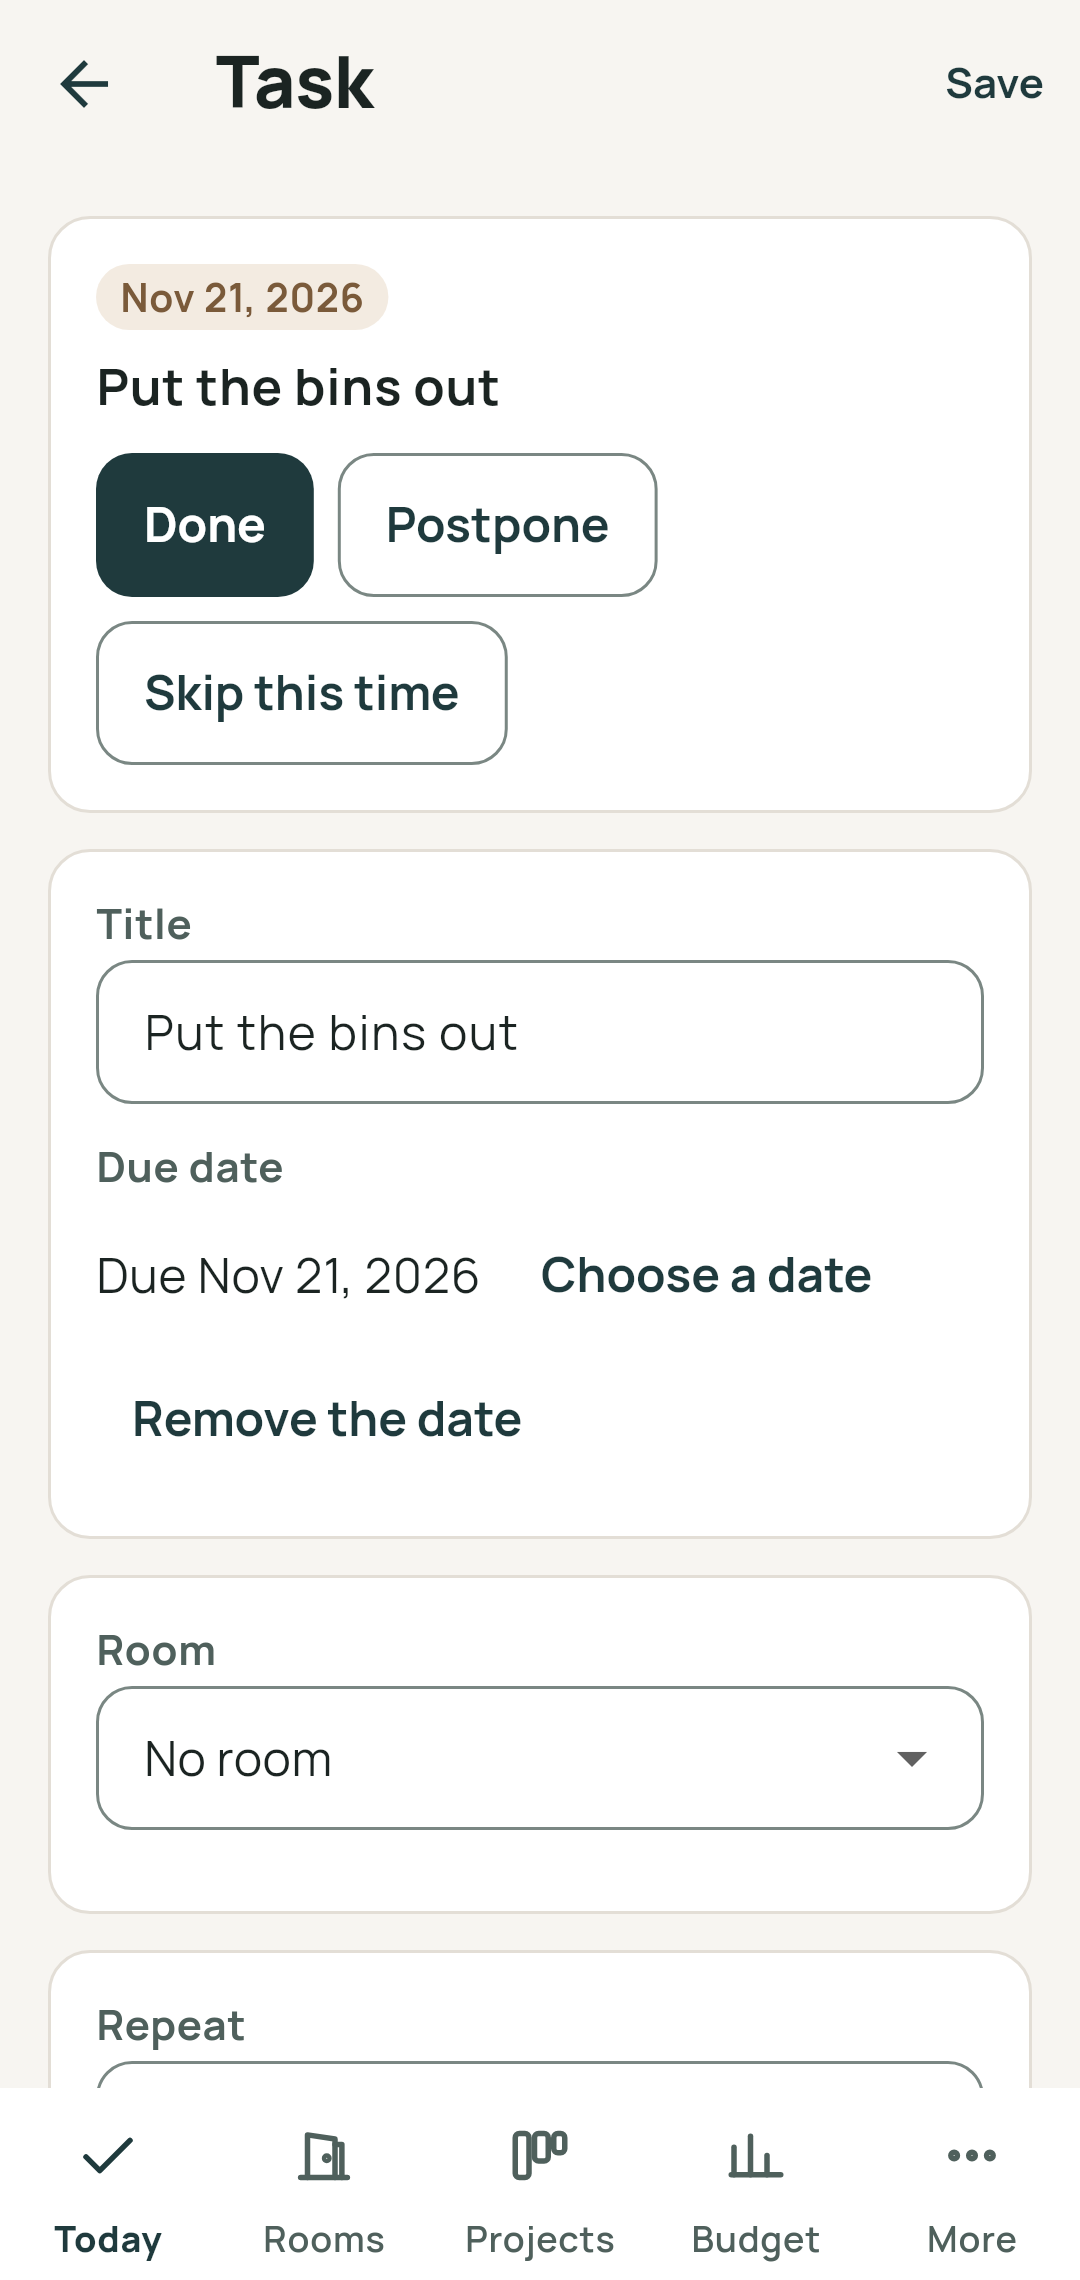 Task
Save
Nov 21, 2026
Put the bins out
Done
Postpone
Skip this time
Title
Put the bins out
Due date
Due Nov 21, 2026
Choose a date
Remove the date
Room
No room
Repeat
Today
Rooms
Projects
Budget
More